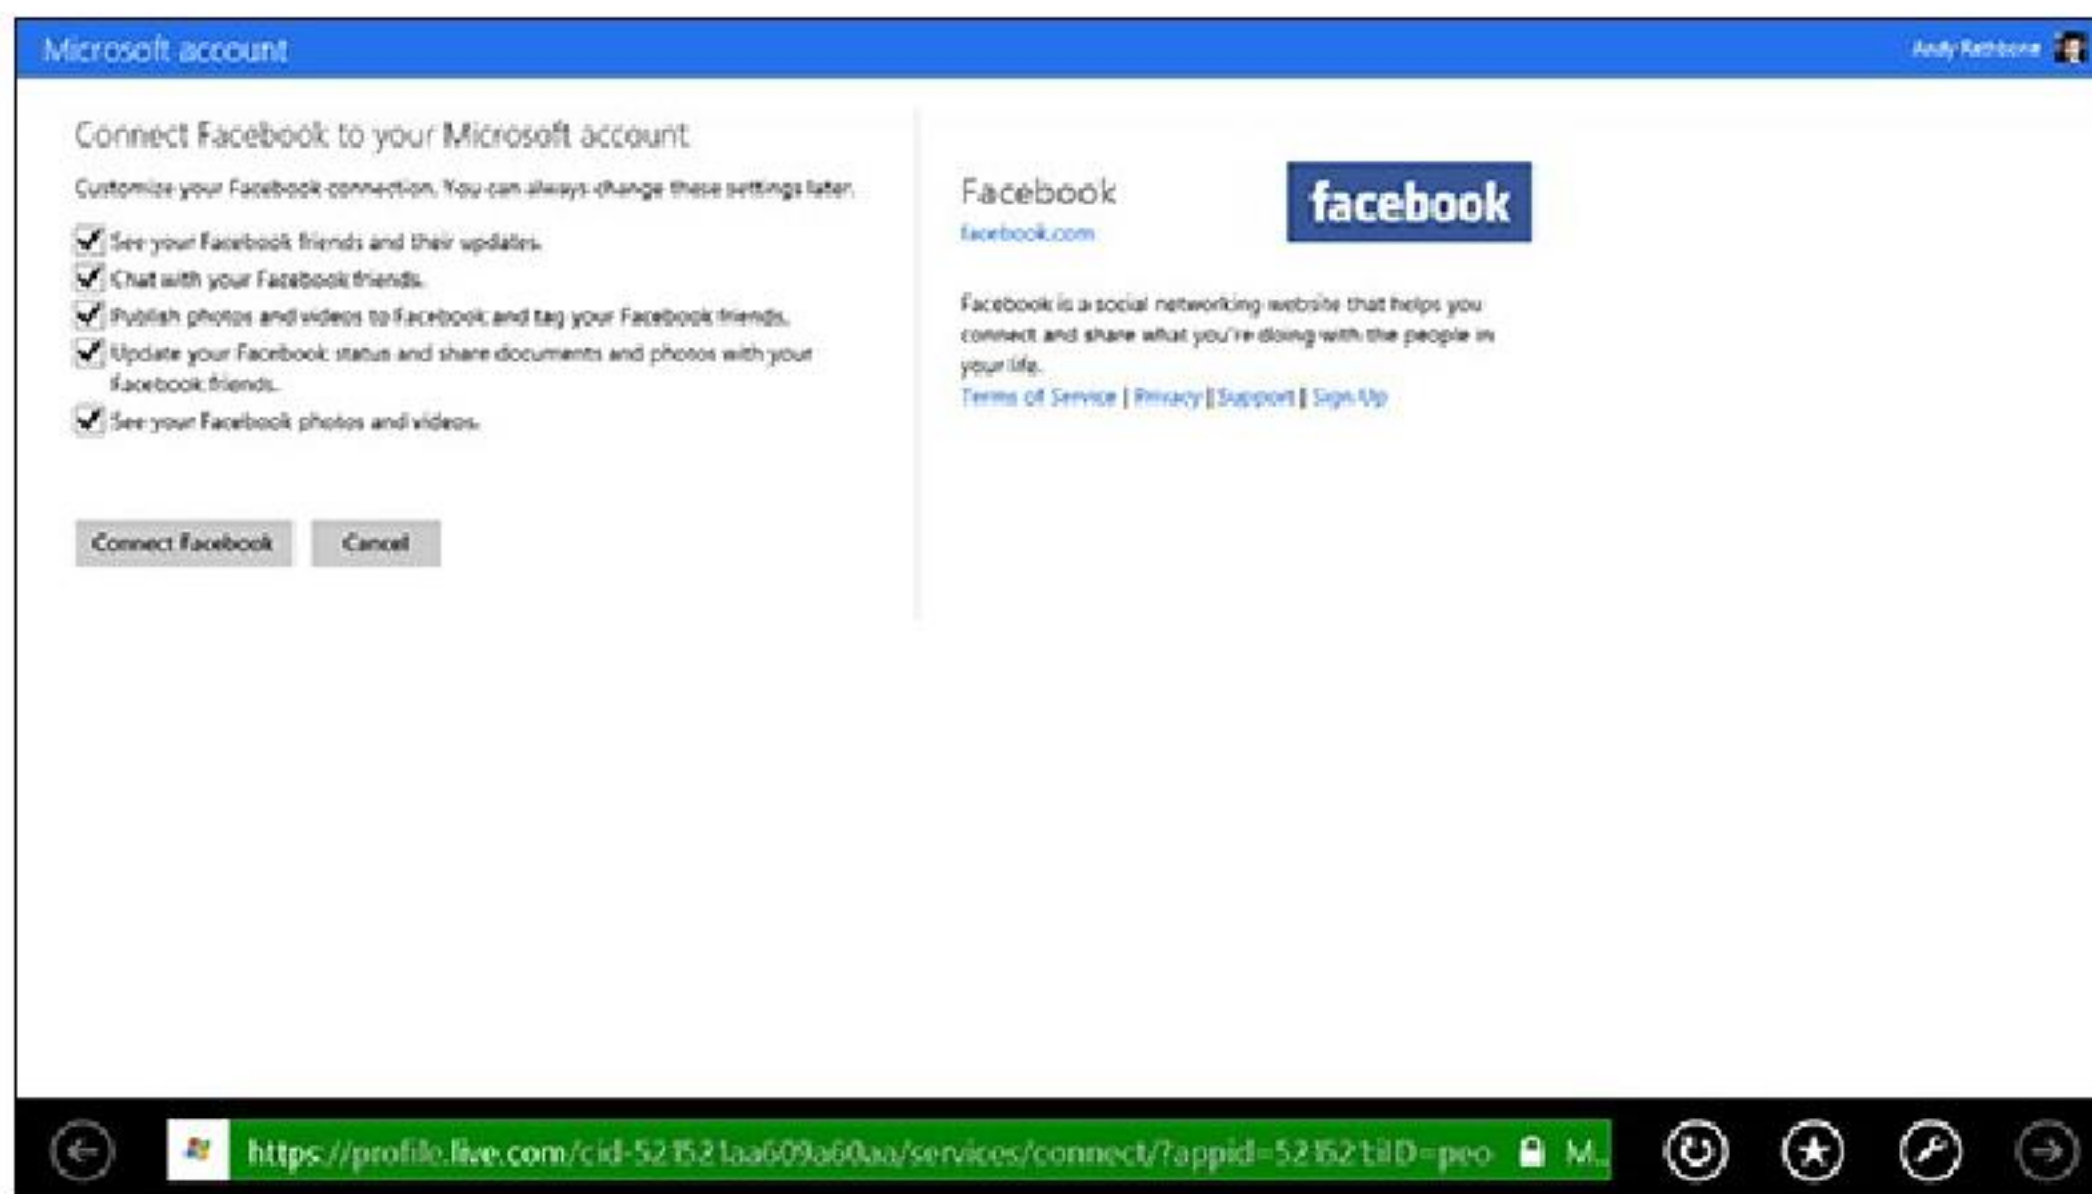 Microsoft account
Andy Rathbone
Connect Facebook to your Microsoft account
Customize your Facebook connection. You can always change these settings later.
See your Facebook friends and their updates.
Chat with your Facebook friends.
Publish photos and videos to Facebook and tag your Facebook friends.
Update your Facebook status and share documents and photos with your
Facebook friends.
See your Facebook photos and videos.
Connect Facebook
Cancel
Facebook
facebook
facebook.com
Facebook is a social networking website that helps you
connect and share what you're doing with the people in
your life.
Terms of Service | Privacy | Support | Sign Up
https://profile.live.com/ M...